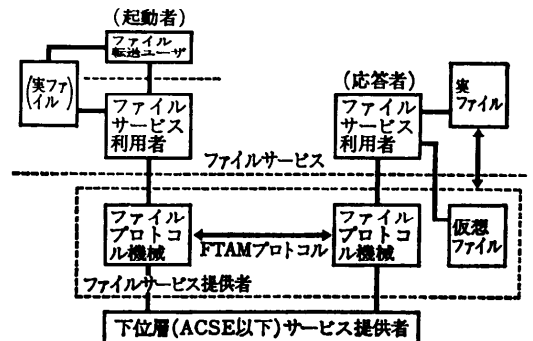 (起動者)
ファイル
転送ユーザ
(実ファ
イル)
ファイル
サービス
利用者
(応答者)
ファイル
サービス
利用者
実
ファイル
ファイルサービス
ファイル
プロトコ
ル機械
FTAMプロトコル
ファイル
プロトコ
ル機械
仮想
ファイル
ファイルサービス提供者
下位層(ACSE以下)サービス提供者